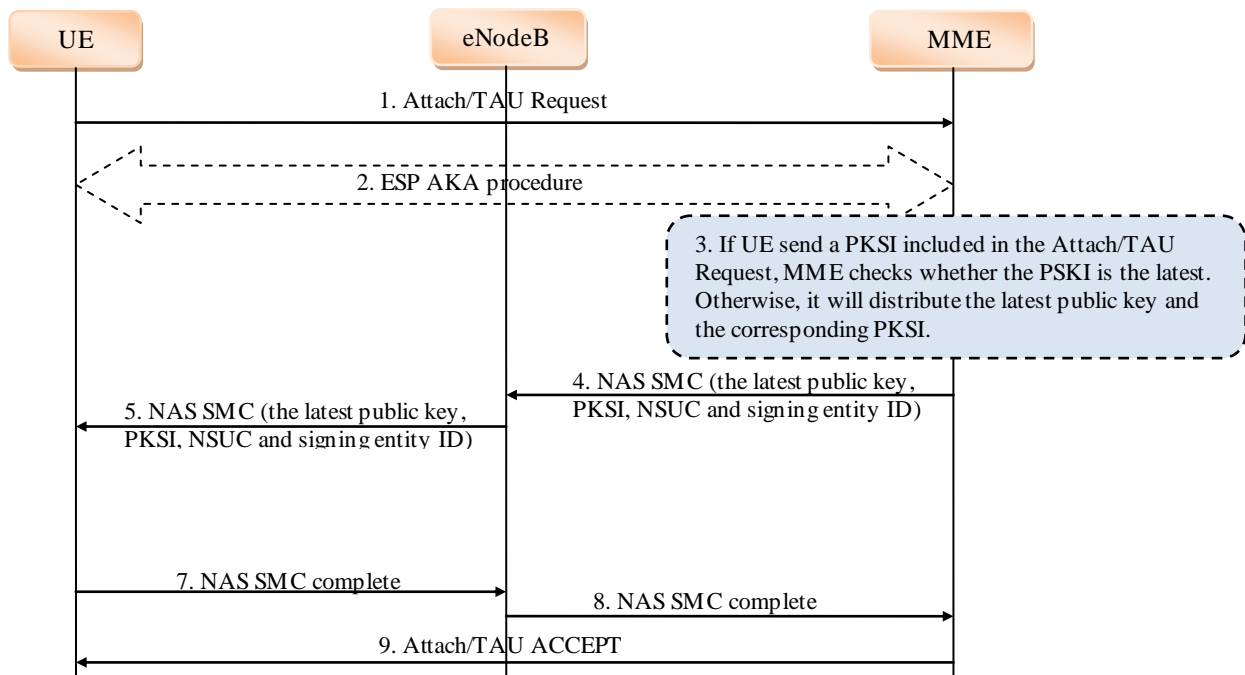 UE
eNodeB
MME
1. Attach/TAU Request
2. ESP AKA procedure
3. If UE send a PKSI included in the Attach/TAU
Request, MME checks whether the PSKI is the latest.
Otherwise, it will distribute the latest public key and
the corresponding PKSI.
4. NAS SMC (the latest public key,
PKSI, NSUC and signing entity ID)
5. NAS SMC (the latest public key,
PKSI, NSUC and signing entity ID)
7. NAS SMC complete
8. NAS SMC complete
9. Attach/TAU ACCEPT